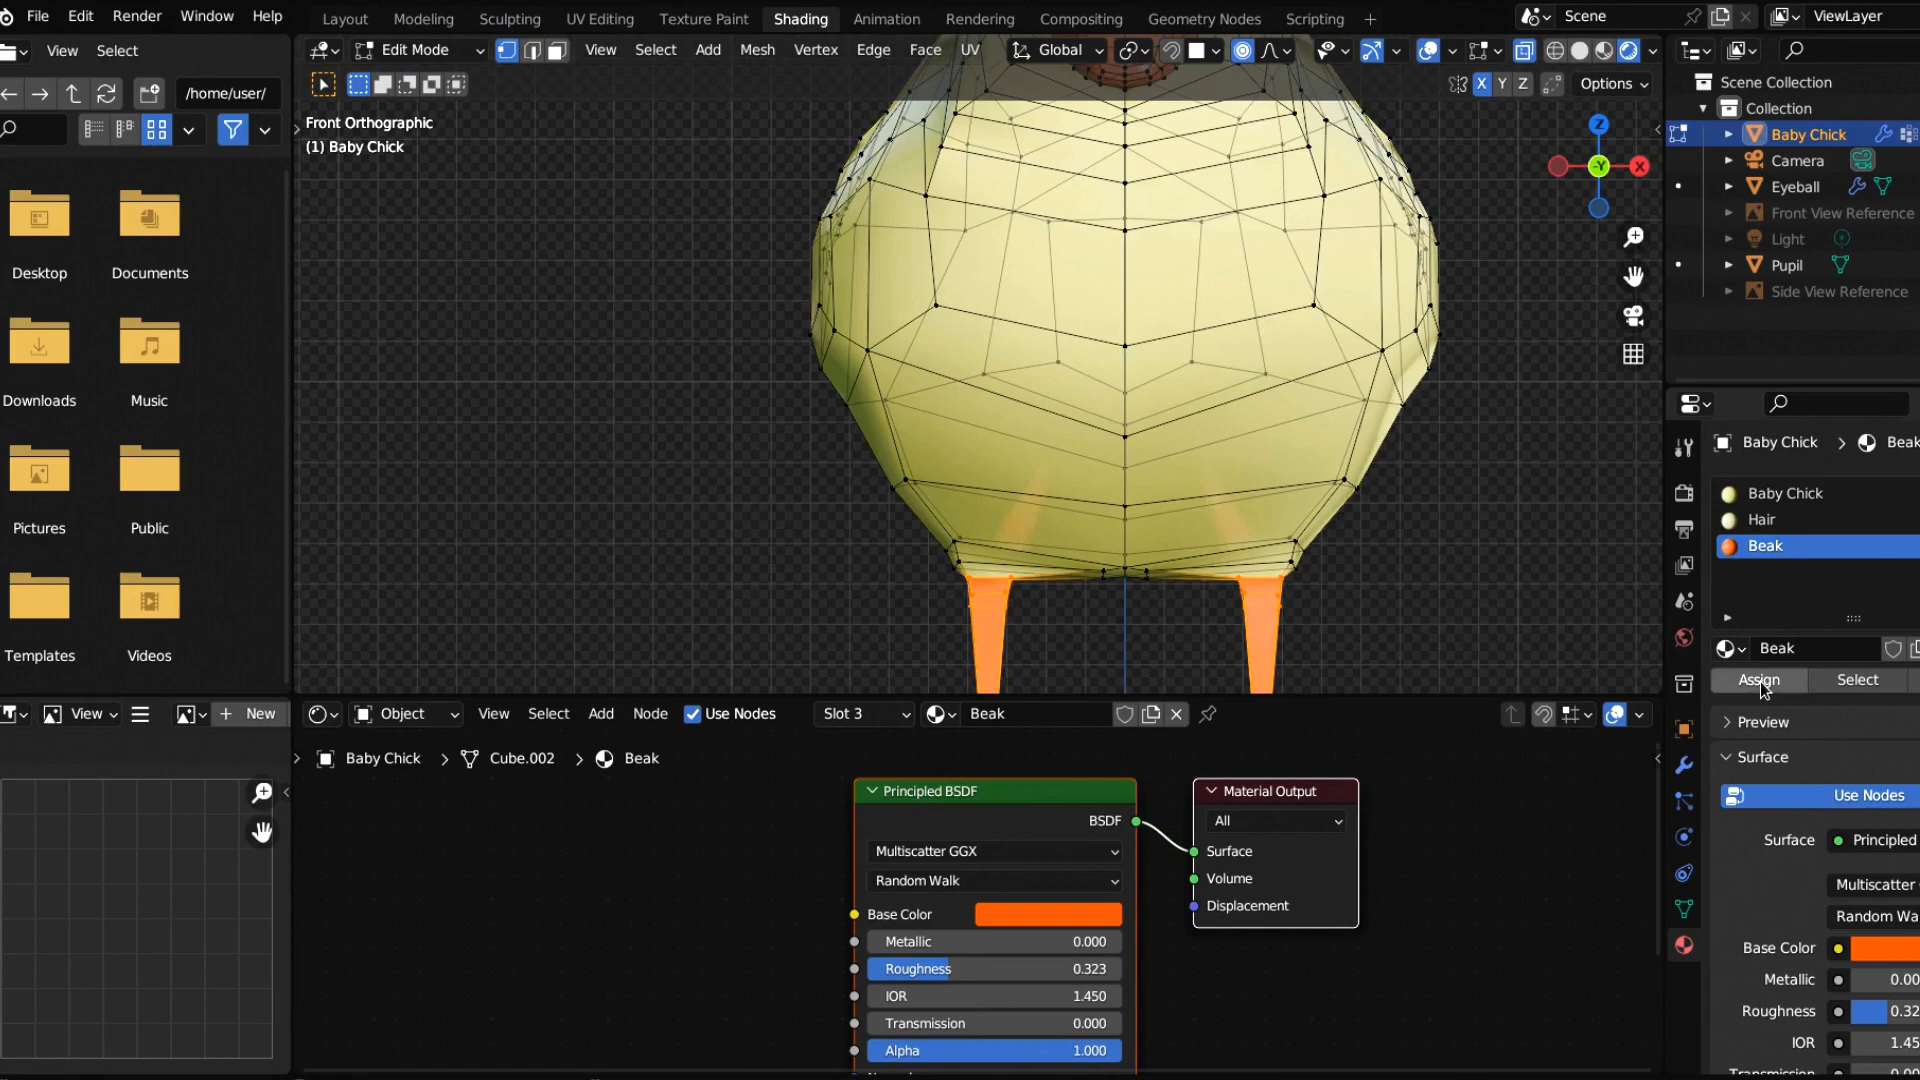 File Edit Render Window Help Layout Modeling Sculpting UV Editing Texture Paint Shading Animation Rendering Compositing Geometry Nodes Scripting + Scene ViewLayer
View Select Edit Mode View Select Add Mesh Vertex Edge Face UV Global
/home/user/ X Y Z Options
Front Orthographic
(1) Baby Chick
Z
-Y
X
Desktop Documents
Downloads Music
Pictures Public
Templates Videos
Scene Collection
Collection
Baby Chick
Camera
Eyeball
Front View Reference
Light
Pupil
Side View Reference
Baby Chick > Beak
Baby Chick
Hair
Beak
Beak
Assign Select
Preview
Surface
Use Nodes
Surface Principled
Multiscatter
Random Wa
Base Color
Metallic 0.00
Roughness 0.32
IOR 1.45
View + New
Object View Select Add Node Use Nodes Slot 3 Beak
Baby Chick > Cube.002 > Beak
Principled BSDF
BSDF
Multiscatter GGX
Random Walk
Base Color
Metallic 0.000
Roughness 0.323
IOR 1.450
Transmission 0.000
Alpha 1.000
Material Output
All
Surface
Volume
Displacement